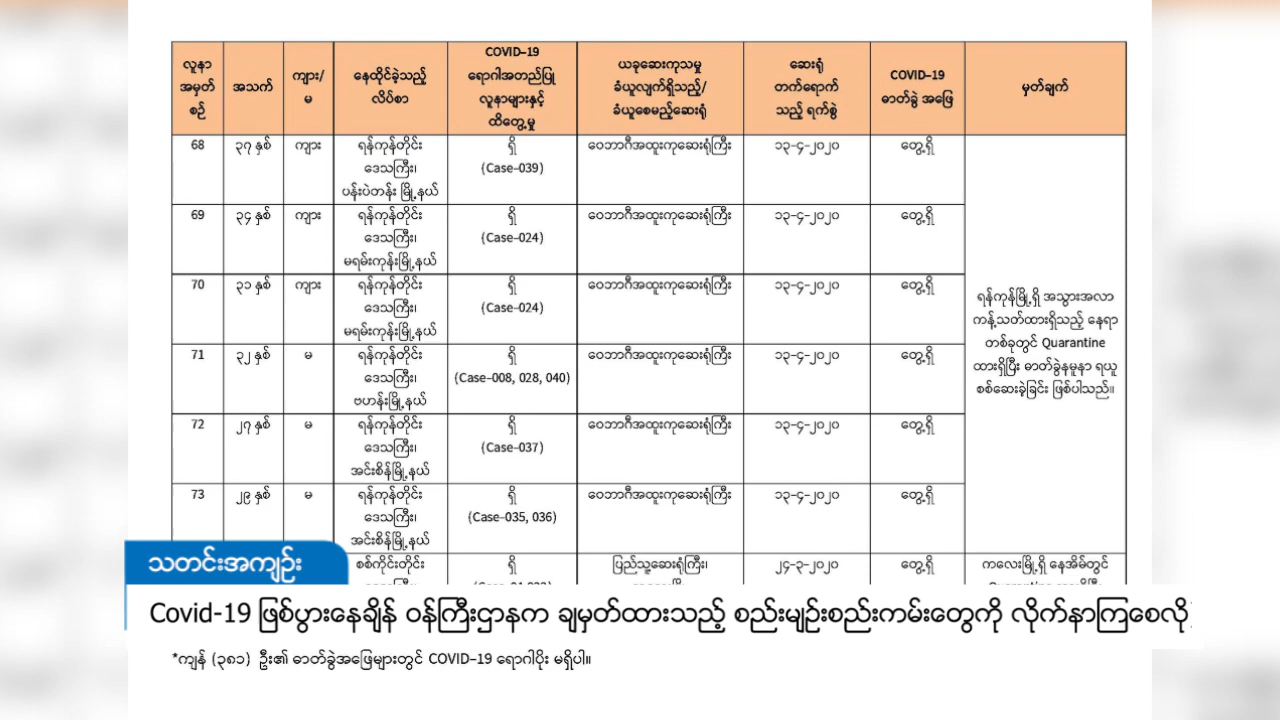 လူနာ အမှတ် စဉ် အသက် ကျား/ မ နေထိုင်ခဲ့သည့် လိပ်စာ COVID–19 ရောဂါအတည်ပြု လူနာများနှင့် ထိတွေ့မှု ယခုဆေးကုသမှု ခံယူလျက်ရှိသည့်/ ခံယူစေမည့်ဆေးရုံ ဆေးရုံ တက်ရောက် သည့် ရက်စွဲ COVID–19 ဓာတ်ခွဲ အဖြေ မှတ်ချက်
68 ၃၇ နှစ် ကျား ရန်ကုန်တိုင်း ရှိ ဝေဘာဂီအထူးကုဆေးရုံကြီး ၁၃-၄-၂၀၂၀ တွေ့ရှိ
ဒေသကြီး၊ (Case–039)
ပန်းပဲတန်း မြို့နယ်
69 ၃၄ နှစ် ကျား ရန်ကုန်တိုင်း ရှိ ဝေဘာဂီအထူးကုဆေးရုံကြီး ၁၃-၄-၂၀၂၀ တွေ့ရှိ
ဒေသကြီး၊ (Case–024)
မရမ်းကုန်းမြို့နယ်
70 ၃၁ နှစ် ကျား ရန်ကုန်တိုင်း ရှိ ဝေဘာဂီအထူးကုဆေးရုံကြီး ၁၃-၄-၂၀၂၀ တွေ့ရှိ
ဒေသကြီး၊ (Case–024)
မရမ်းကုန်းမြို့နယ်
71 ၃၂ နှစ် မ ရန်ကုန်တိုင်း ရှိ ဝေဘာဂီအထူးကုဆေးရုံကြီး ၁၃-၄-၂၀၂၀ တွေ့ရှိ
ဒေသကြီး၊ (Case–008, 028, 040)
ဗဟန်းမြို့နယ်
72 ၂၇ နှစ် မ ရန်ကုန်တိုင်း ရှိ ဝေဘာဂီအထူးကုဆေးရုံကြီး ၁၃-၄-၂၀၂၀ တွေ့ရှိ
ဒေသကြီး၊ (Case–037)
အင်းစိန်မြို့နယ်
73 ၂၉ နှစ် မ ရန်ကုန်တိုင်း ရှိ ဝေဘာဂီအထူးကုဆေးရုံကြီး ၁၃-၄-၂၀၂၀ တွေ့ရှိ
ဒေသကြီး၊ (Case–035, 036)
အင်းစိန်မြို့နယ်
ရန်ကုန်မြို့ရှိ အသွားအလာ
ကန့်သတ်ထားရှိသည့် နေရာ
တစ်ခုတွင် Quarantine
ထားရှိပြီး ဓာတ်ခွဲနမူနာ ရယူ
စစ်ဆေးခဲ့ခြင်း ဖြစ်ပါသည်။
စစ်ကိုင်းတိုင်း ရှိ ပြည်သူ့ဆေးရုံကြီး၊ ၂၄-၃-၂၀၂၀ တွေ့ရှိ ကလေးမြို့ရှိ နေအိမ်တွင်
သတင်းအကျဉ်း
Covid-19 ဖြစ်ပွားနေချိန် ဝန်ကြီးဌာနက ချမှတ်ထားသည့် စည်းမျဉ်းစည်းကမ်းတွေကို လိုက်နာကြစေလို
*ကျန် (၃၈၁) ဦး၏ ဓာတ်ခွဲအဖြေများတွင် COVID–19 ရောဂါပိုး မရှိပါ။